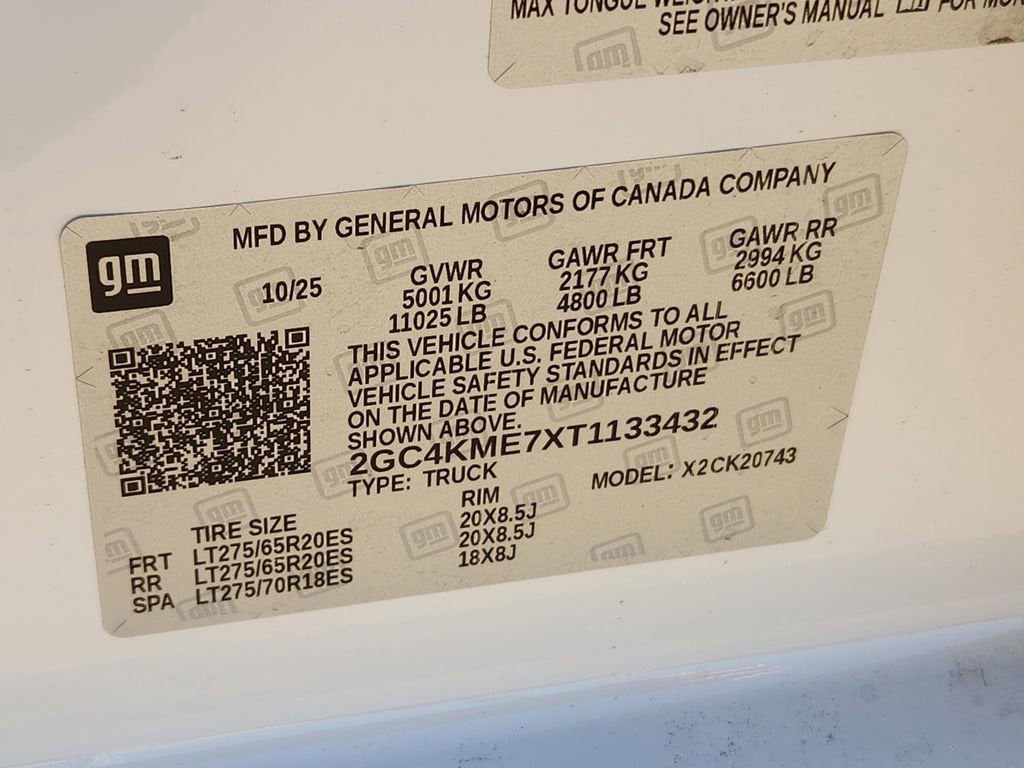 MAX TONGUE
SEE OWNER'S MANUAL FOR
MFD BY GENERAL MOTORS OF CANADA COMPANY
gm
10/25
GVWR GAWR FRT GAWR RR
5001 KG 2177 KG 2994 KG
11025 LB 4800 LB 6600 LB
THIS VEHICLE CONFORMS TO ALL
APPLICABLE U.S. FEDERAL MOTOR
VEHICLE SAFETY STANDARDS IN EFFECT
ON THE DATE OF MANUFACTURE
SHOWN ABOVE.
2GC4KME7XT1133432
TYPE: TRUCK MODEL: X2CK20743
TIRE SIZE RIM
FRT LT275/65R20ES 20X8.5J
RR LT275/65R20ES 20X8.5J
SPA LT275/70R18ES 18X8J